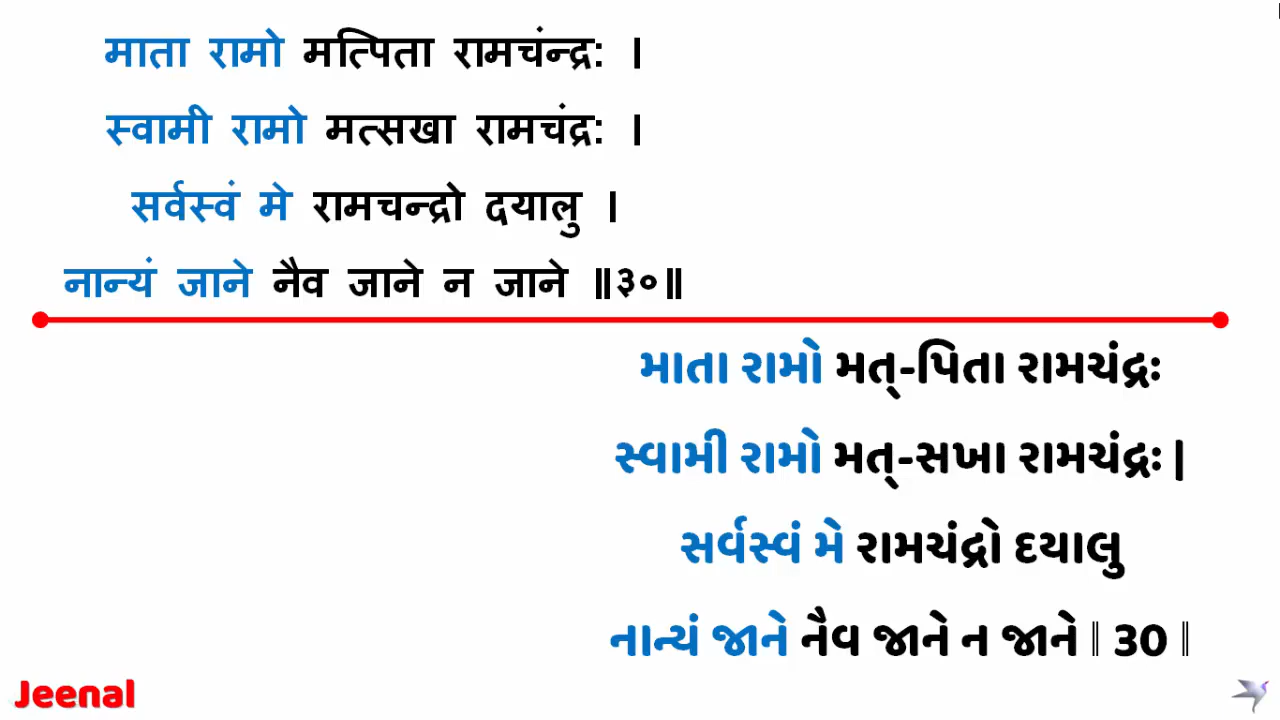 माता रामो मत्पिता रामचंन्द्र: ।
स्वामी रामो मत्सखा रामचंद्र: ।
सर्वस्वं मे रामचन्द्रो दयालु ।
नान्यं जाने नैव जाने न जाने ॥३०॥
માતા રામો મત્-પિતા રામચંદ્રઃ
સ્વામી રામો મત્-સખા રામચંદ્રઃ |
સર્વસ્વં મે રામચંદ્રો દયાલુ
નાન્યં જાને નૈવ જાને ન જાને ‖ 30 ‖
Jeenal